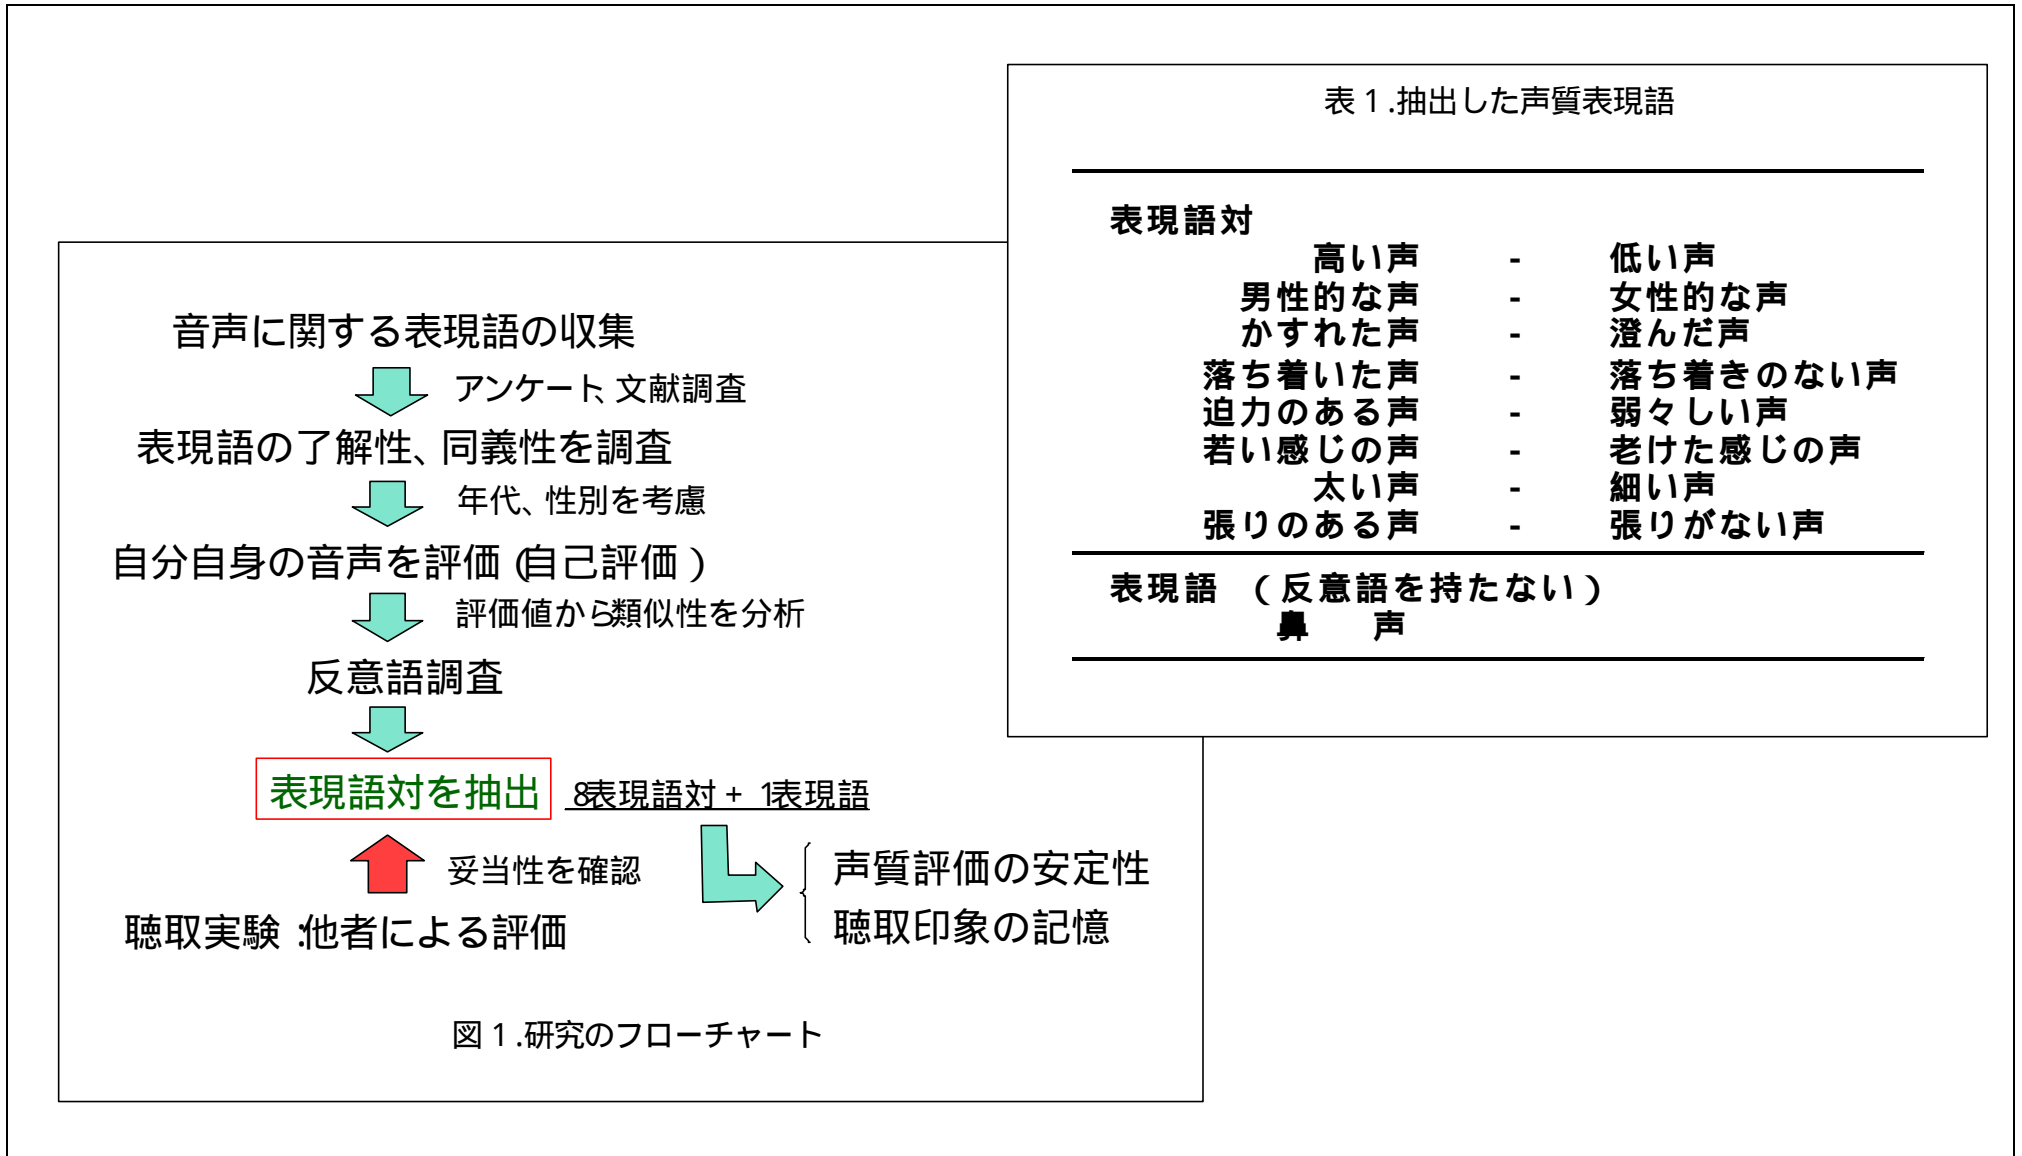 音声に関する表現語の収集
アンケート、文献調査
表現語の了解性、同義性を調査
年代、性別を考慮
自分自身の音声を評価(自己評価)
評価値から類似性を分析
反意語調査
表現語対を抽出 8表現語対 + 1表現語
妥当性を確認
聴取実験:他者による評価
声質評価の安定性
聴取印象の記憶
図1.研究のフローチャート
表1.抽出した声質表現語
表現語対
高い声 - 低い声
男性的な声 - 女性的な声
かすれた声 - 澄んだ声
落ち着いた声 - 落ち着きのない声
迫力のある声 - 弱々しい声
若い感じの声 - 老けた感じの声
太い声 - 細い声
張りのある声 - 張りがない声
表現語 (反意語を持たない)
鼻 声